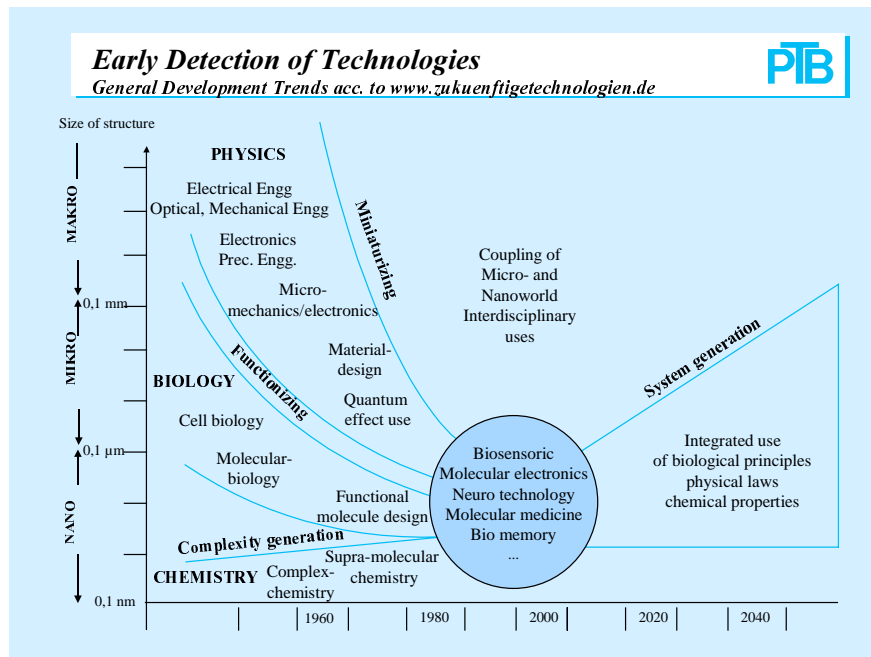 Early Detection of Technologies
General Development Trends acc. to www.zukuenftigetechnologien.de
PTB
Size of structure
MAKRO
0,1 mm
MIKRO
0,1 µm
NANO
0,1 nm
PHYSICS
Electrical Engg
Optical, Mechanical Engg
Electronics
Prec. Engg.
Micro-
mechanics/electronics
Material-
design
Quantum
effect use
Miniaturizing
Functionizing
BIOLOGY
Cell biology
Molecular-
biology
Functional
molecule design
Complexity generation
CHEMISTRY
Complex-
chemistry
Supra-molecular
chemistry
Coupling of
Micro- and
Nanoworld
Interdisciplinary
uses
Biosensoric
Molecular electronics
Neuro technology
Molecular medicine
Bio memory
...
System generation
Integrated use
of biological principles
physical laws
chemical properties
1960
1980
2000
2020
2040